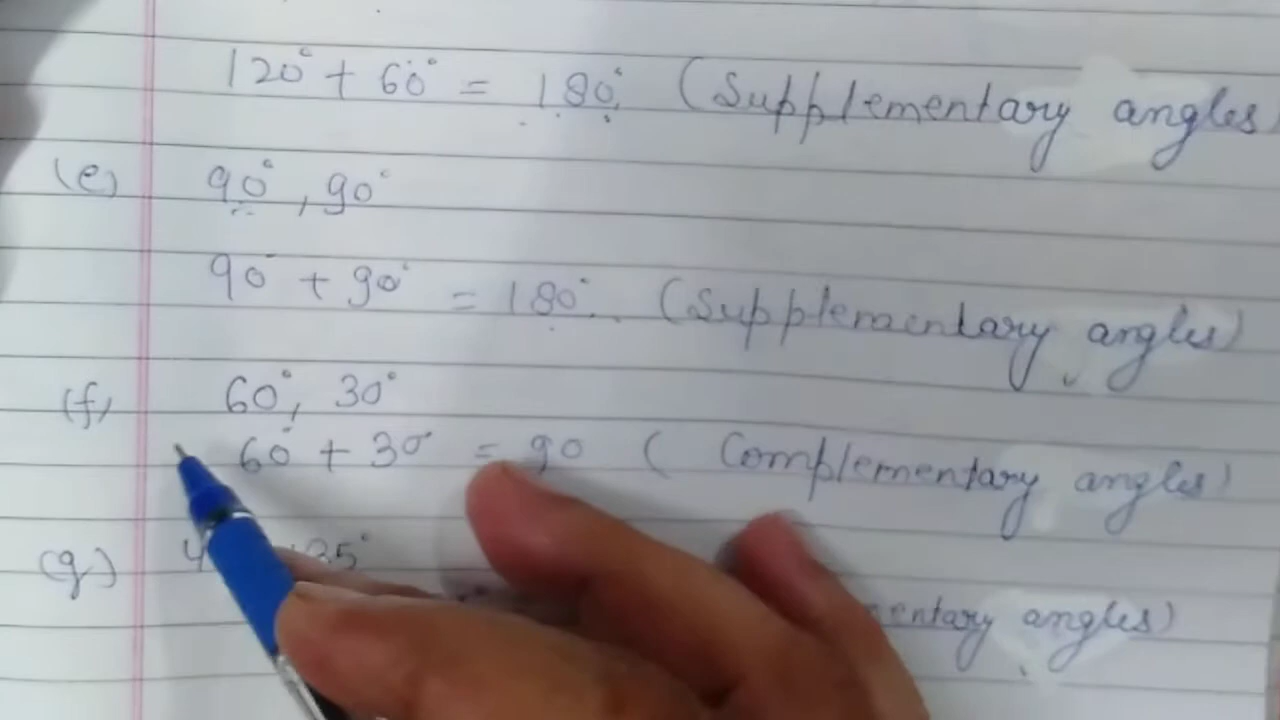 120° + 60° = 180° (Supplementary angles
(e) 90°, 90°
90° + 90° = 180° (Supplementary angles)
(f) 60°, 30°
60° + 30° = 90 (Complementary angles)
(g) 35°
angles)